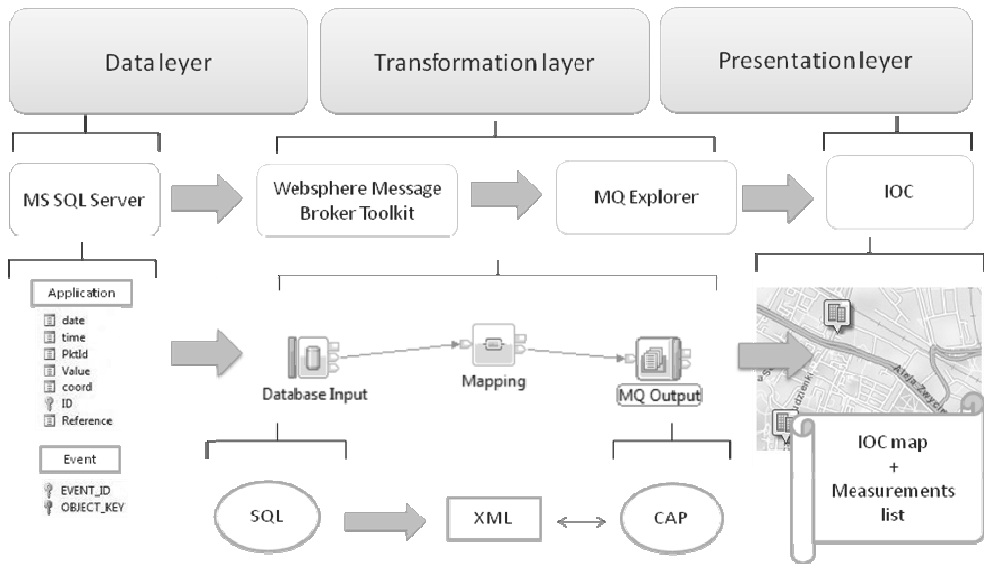 Data leyer
Transformation layer
Presentation leyer
MS SQL Server
Websphere Message
Broker Toolkit
MQ Explorer
IOC
Application
date
time
PktId
Value
coord
ID
Reference
Event
EVENT_ID
OBJECT_KEY
Database Input
Mapping
MQ Output
SQL
XML
CAP
IOC map
+
Measurements
list